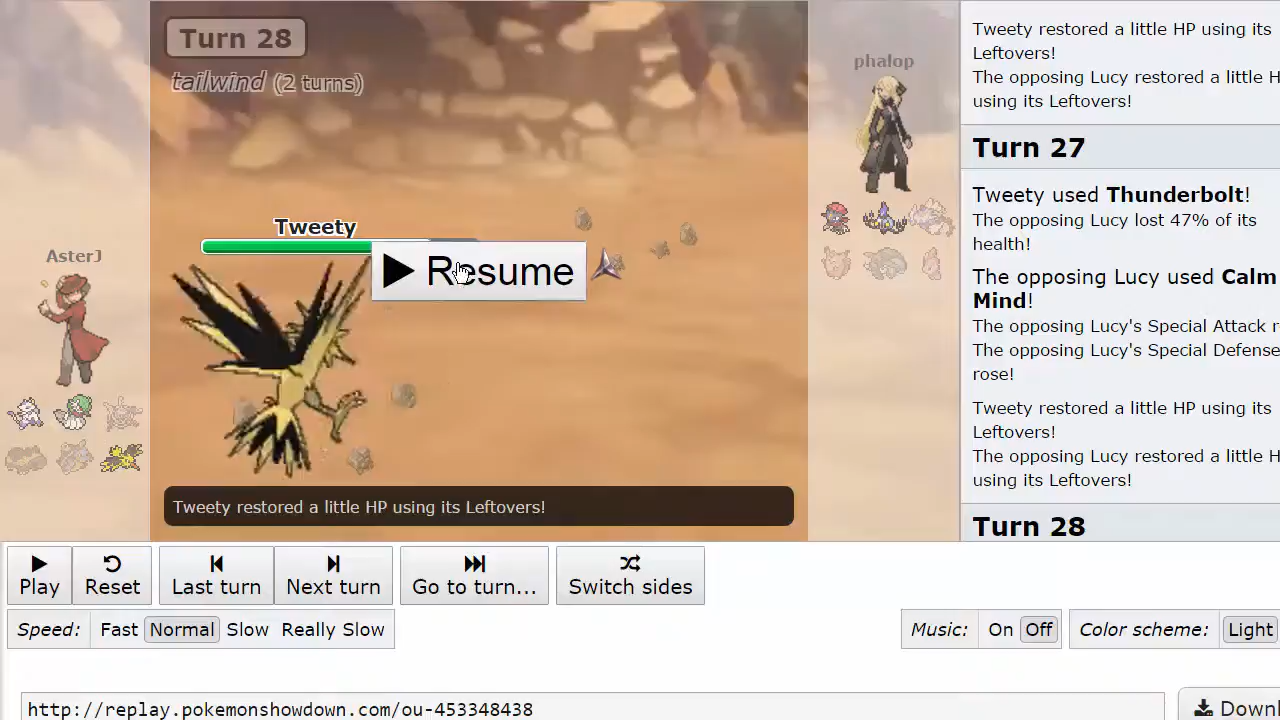 Turn 28
tailwind (2 turns)
phalop
Tweety
AsterJ
Resume
Tweety restored a little HP using its Leftovers!
Tweety restored a little HP using its
Leftovers!
The opposing Lucy restored a little H
using its Leftovers!
Turn 27
Tweety used Thunderbolt!
The opposing Lucy lost 47% of its
health!
The opposing Lucy used Calm
Mind!
The opposing Lucy's Special Attack r
The opposing Lucy's Special Defense
rose!
Tweety restored a little HP using its
Leftovers!
The opposing Lucy restored a little H
using its Leftovers!
Turn 28
Play Reset Last turn Next turn Go to turn... Switch sides
Speed: Fast Normal Slow Really Slow Music: On Off Color scheme: Light
http://replay.pokemonshowdown.com/ou-453348438 Downl